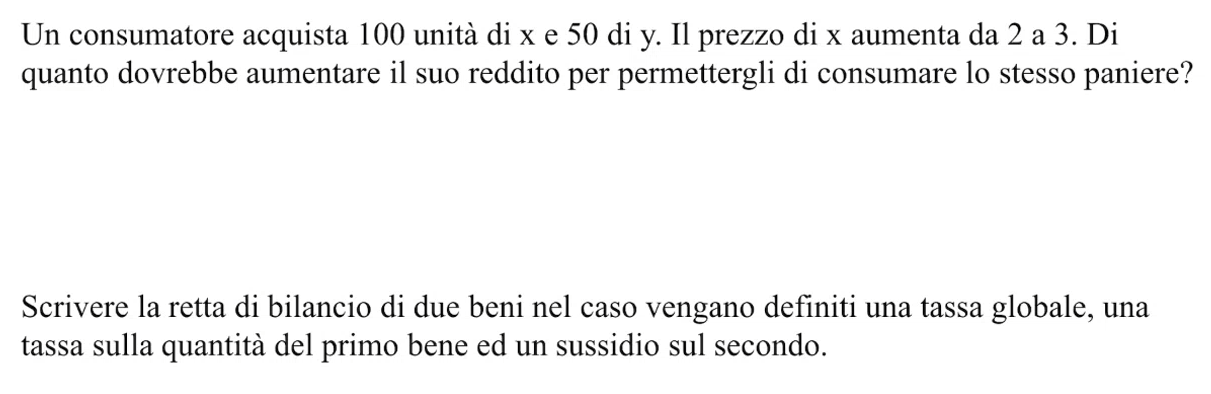 Un consumatore acquista 100 unità di x e 50 di y. Il prezzo di x aumenta da 2 a 3. Di
quanto dovrebbe aumentare il suo reddito per permettergli di consumare lo stesso paniere?
Scrivere la retta di bilancio di due beni nel caso vengano definiti una tassa globale, una
tassa sulla quantità del primo bene ed un sussidio sul secondo.